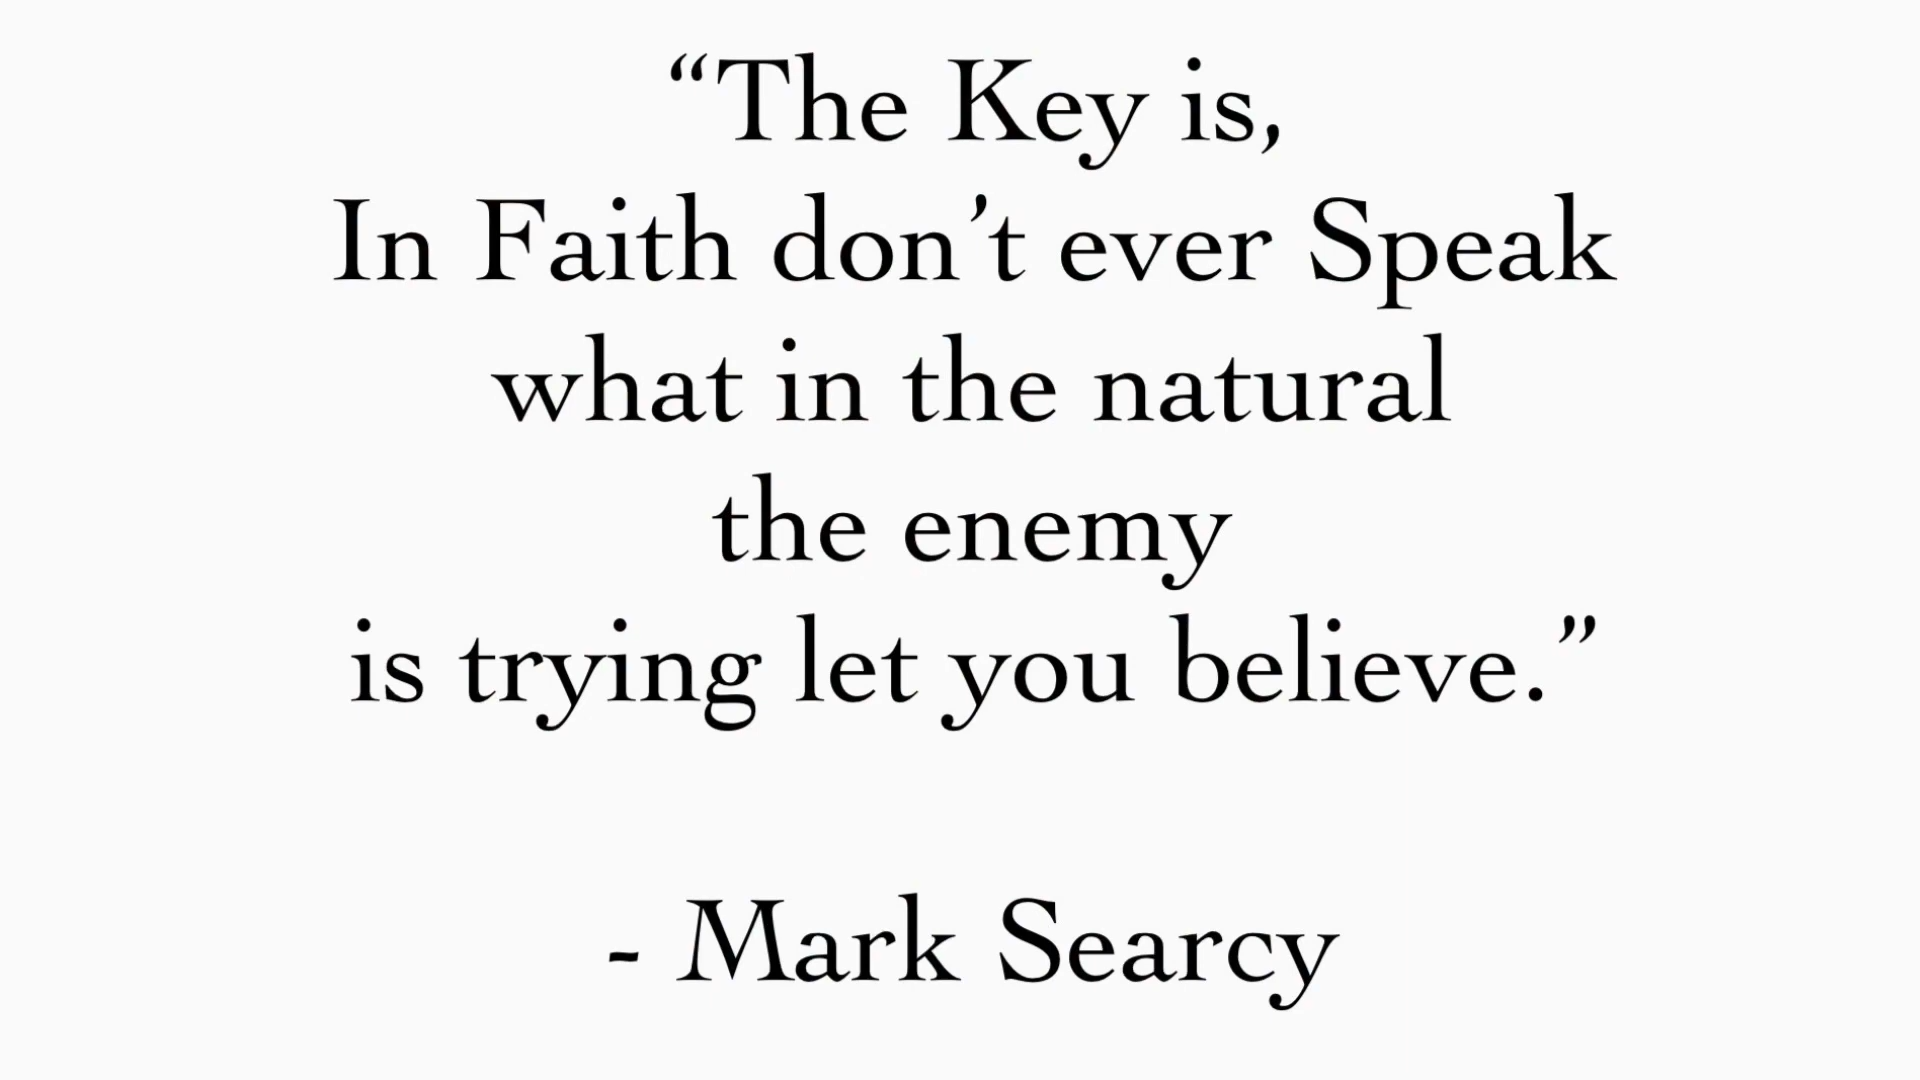 “The Key is,
In Faith don’t ever Speak
what in the natural
the enemy
is trying let you believe.”
- Mark Searcy